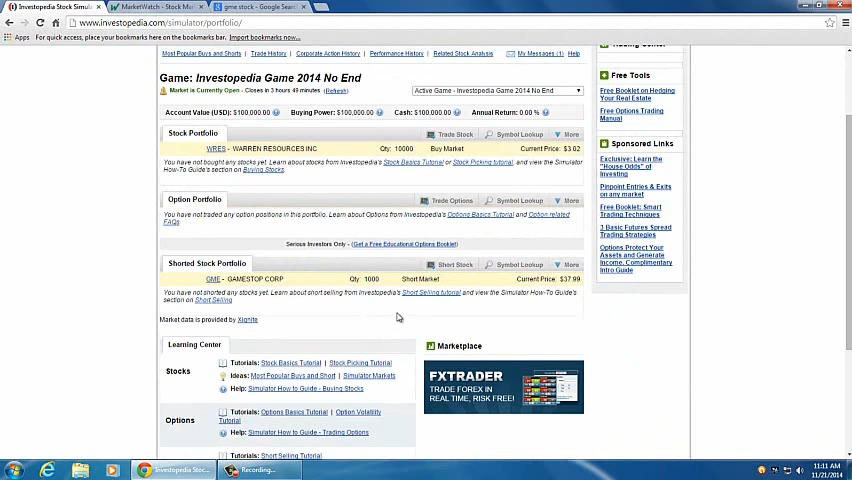 Investopedia Stock Simula
MarketWatch - Stock Mark
gme stock - Google Searc
www.investopedia.com/simulator/portfolio/
Apps For quick access, place your bookmarks here on the bookmarks bar. Import bookmarks now...
Most Popular Buys and Shorts | Trade History | Corporate Action History | Performance History | Related Stock Analysis My Messages (1) Help
Game: Investopedia Game 2014 No End
Market is Currently Open - Closes in 3 hours 49 minutes (Refresh)
Active Game - Investopedia Game 2014 No End
Account Value (USD): $100,000.00 Buying Power: $100,000.00 Cash: $100,000.00 Annual Return: 0.00 %
Stock Portfolio Trade Stock Symbol Lookup More
WRES - WARREN RESOURCES INC Qty: 10000 Buy Market Current Price: $3.02
You have not bought any stocks yet. Learn about stocks from Investopedia's Stock Basics Tutorial or Stock Picking tutorial, and view the Simulator
How-To Guide's section on Buying Stocks.
Option Portfolio Trade Options Symbol Lookup More
You have not traded any option positions in this portfolio. Learn about Options from Investopedia's Options Basics Tutorial and Option related
FAQs
Serious Investors Only - (Get a Free Educational Options Booklet)
Shorted Stock Portfolio Short Stock Symbol Lookup More
GME - GAMESTOP CORP Qty: 1000 Short Market Current Price: $37.99
You have not shorted any stocks yet. Learn about short selling from Investopedia's Short Selling tutorial and view the Simulator How-To Guide's
section on Short Selling
Market data is provided by Xignite
Learning Center
Stocks
Tutorials: Stock Basics Tutorial | Stock Picking Tutorial
Ideas: Most Popular Buys and Short | Simulator Markets
Help: Simulator How to Guide - Buying Stocks
Options
Tutorials: Options Basics Tutorial | Option Volatility
Tutorial
Help: Simulator How to Guide - Trading Options
Short Selling Tutorial
Marketplace
FXTRADER
TRADE FOREX IN
REAL TIME, RISK FREE!
Trading Center
Free Tools
Free Booklet on Hedging
Your Real Estate
Free Options Trading
Manual
Sponsored Links
Exclusive: Learn the
"House Odds" of
Investing
Pinpoint Entries & Exits
on any market
Free Booklet: Smart
Trading Techniques
3 Basic Futures Spread
Trading Strategies
Options Protect Your
Assets and Generate
Income, Complimentary
Intro Guide
Investopedia Stoc...
Recording...
11:11 AM
11/21/2014